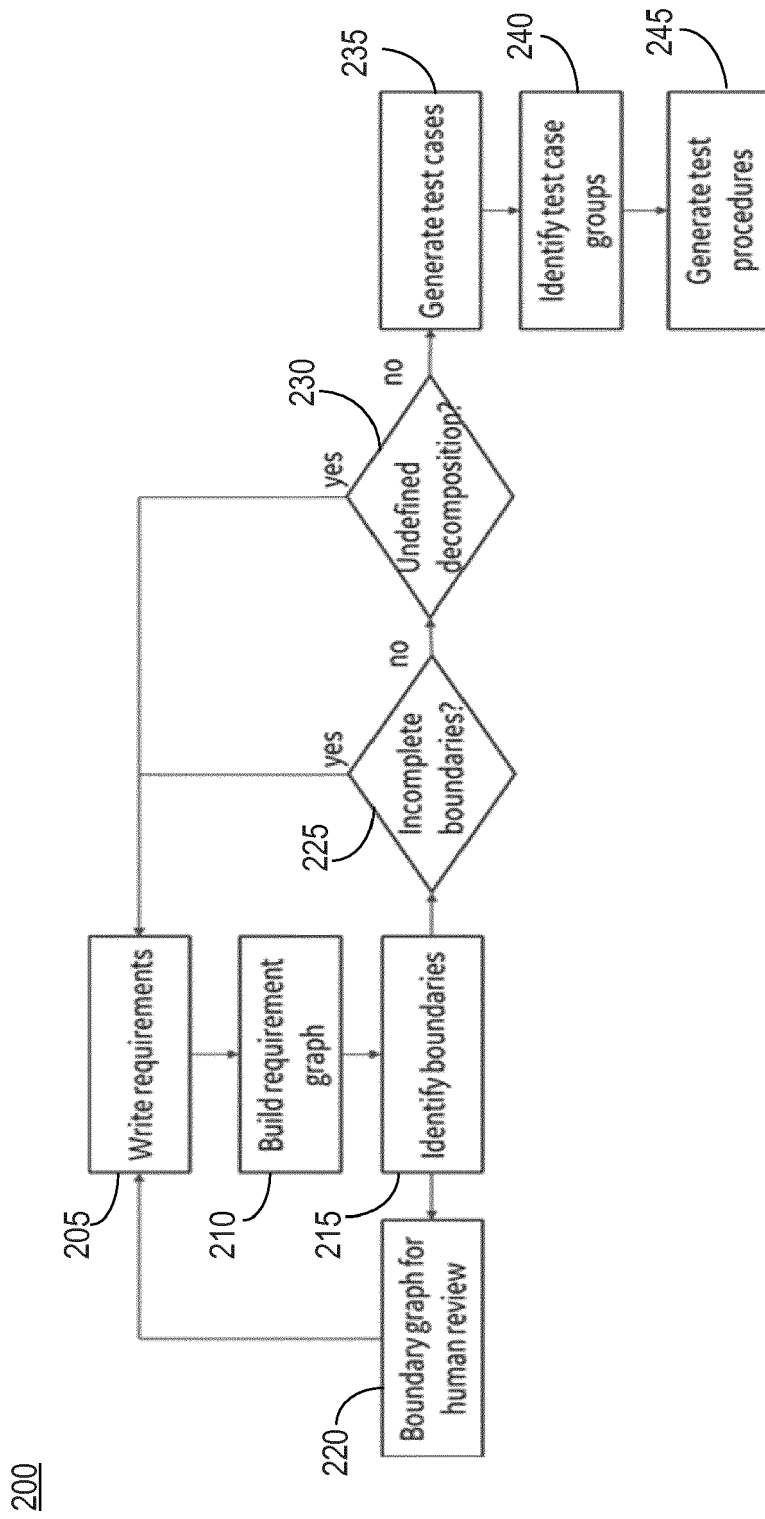 200
205
Write requirements
210
Build requirement
graph
215
Identify boundaries
220
Boundary graph for
human review
225
Incomplete
boundaries?
yes
no
230
Undefined
decomposition?
yes
no
235
Generate test cases
240
Identify test case
groups
245
Generate test
procedures